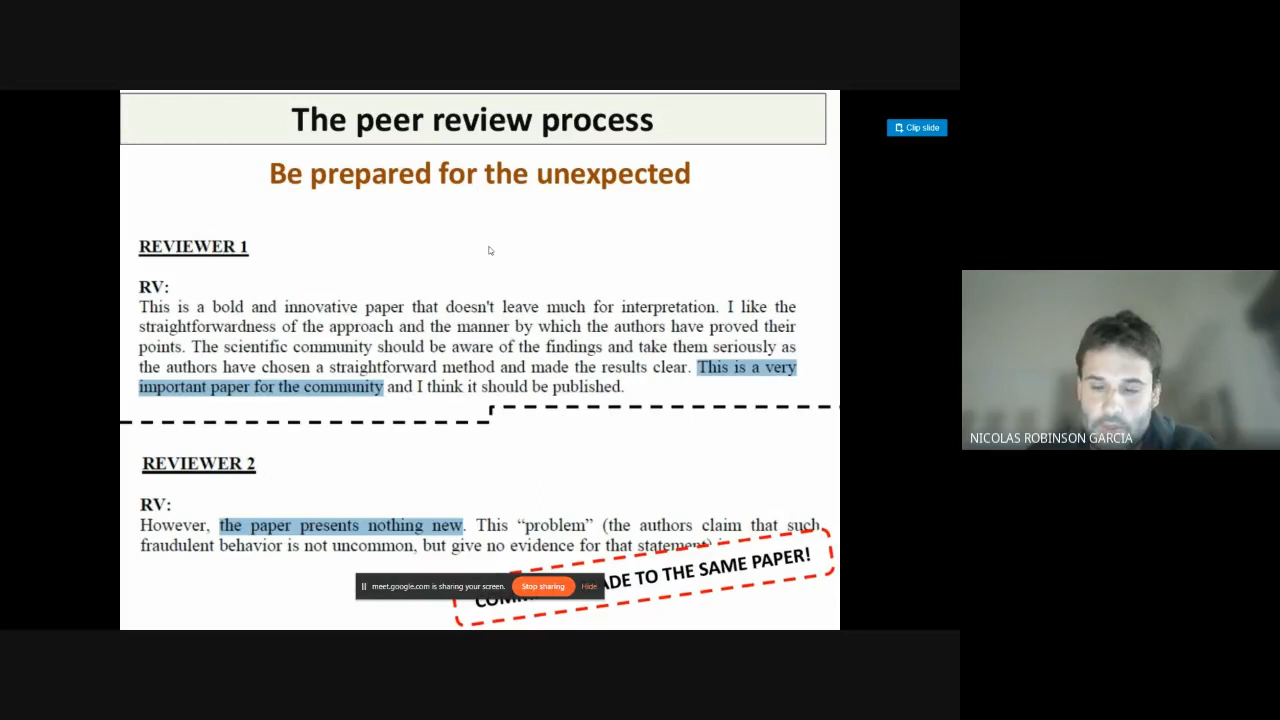 The peer review process
Clip slide
Be prepared for the unexpected
REVIEWER 1
RV:
This is a bold and innovative paper that doesn't leave much for interpretation. I like the
straightforwardness of the approach and the manner by which the authors have proved their
points. The scientific community should be aware of the findings and take them seriously as
the authors have chosen a straightforward method and made the results clear. This is a very
important paper for the community and I think it should be published.
NICOLAS ROBINSON GARCIA
REVIEWER 2
RV:
However, the paper presents nothing new. This “problem” (the authors claim that such
fraudulent behavior is not uncommon, but give no evidence for that statement)
TO THE SAME PAPER!
meet.google.com is sharing your screen. Stop sharing Hide